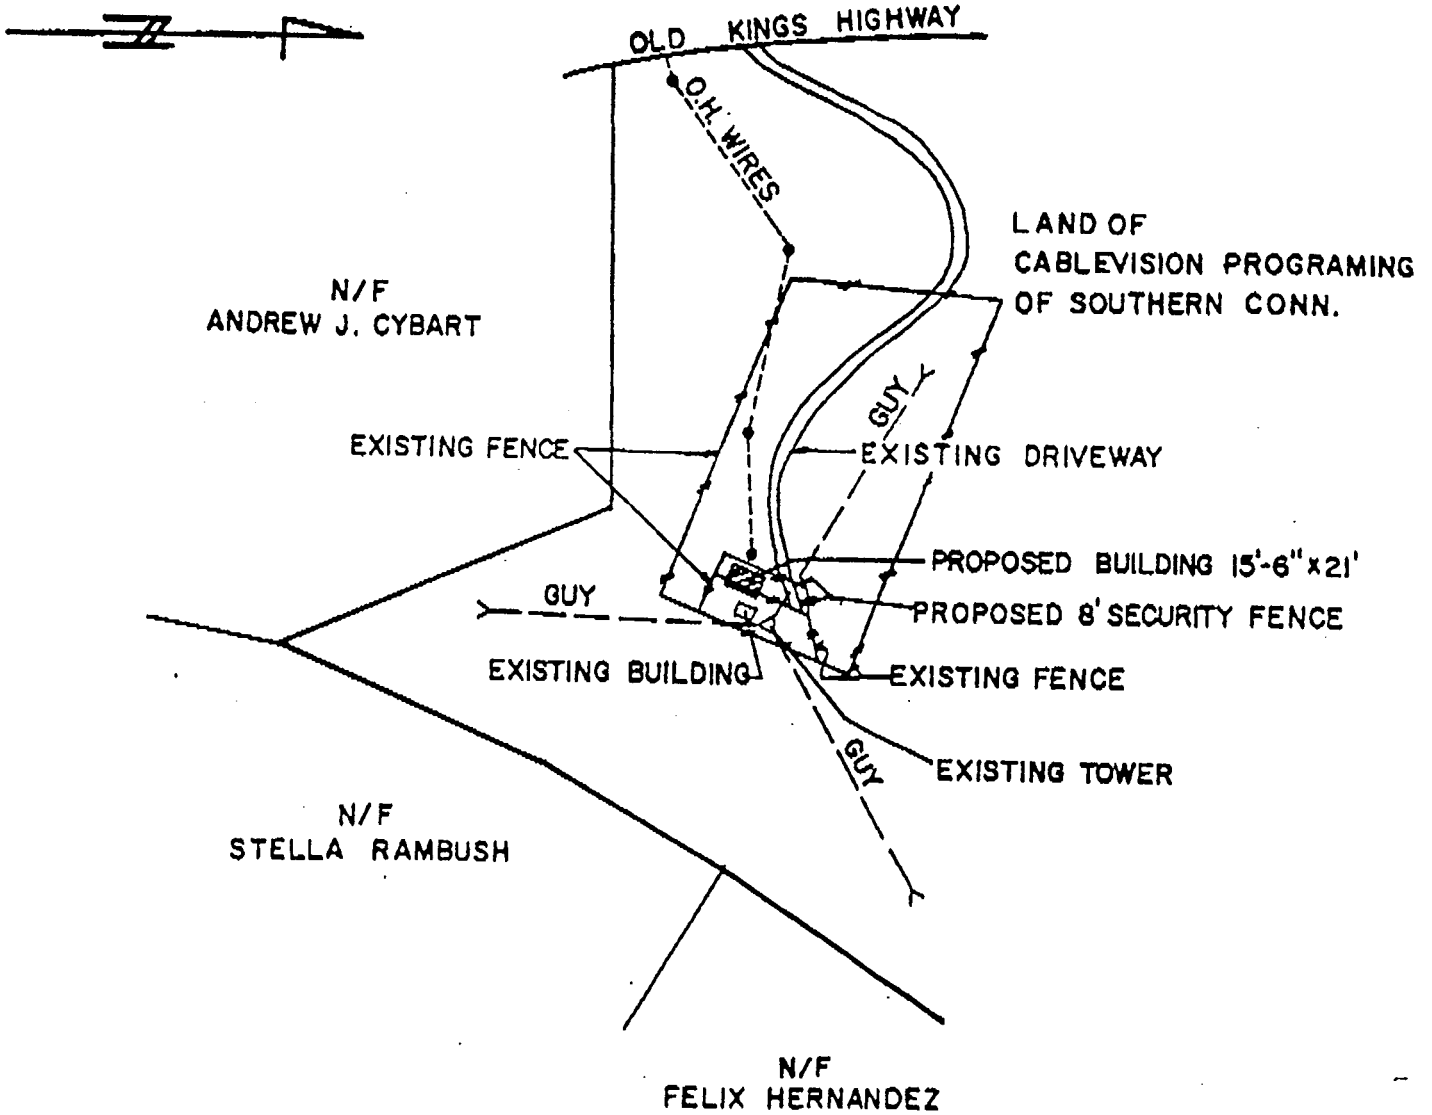 OLD KINGS HIGHWAY
O.H. WIRES
LAND OF
CABLEVISION PROGRAMING
OF SOUTHERN CONN.
N/F
ANDREW J. CYBART
GUY
EXISTING FENCE
EXISTING DRIVEWAY
PROPOSED BUILDING 15'-6" x 21'
GUY
PROPOSED 8' SECURITY FENCE
EXISTING BUILDING
EXISTING FENCE
GUY
EXISTING TOWER
N/F
STELLA RAMBUSH
N/F
FELIX HERNANDEZ